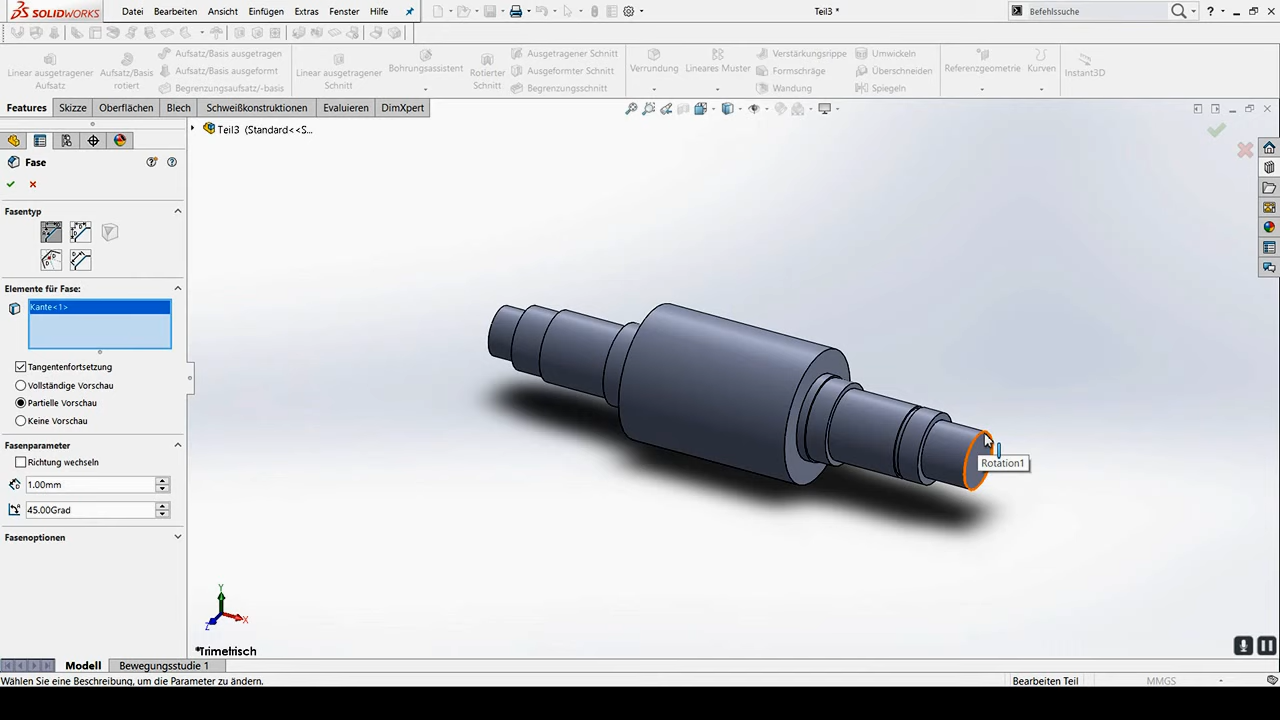 SOLIDWORKS
Datei Bearbeiten Ansicht Einfügen Extras Fenster Hilfe
Teil3 *
Befehlssuche
?
Linear ausgetragener Aufsatz
Aufsatz/Basis rotiert
Aufsatz/Basis ausgetragen
Aufsatz/Basis ausgeformt
Begrenzungsaufsatz/-basis
Linear ausgetragener Schnitt
Bohrungsassistent
Rotierter Schnitt
Ausgetragener Schnitt
Ausgeformter Schnitt
Begrenzungsschnitt
Verrundung
Lineares Muster
Verstärkungsrippe
Formschräge
Wandung
Umwickeln
Überschneiden
Spiegeln
Referenzgeometrie
Kurven
Instant3D
Features Skizze Oberflächen Blech Schweißkonstruktionen Evaluieren DimXpert
Teil3 (Standard<<S...
Fase
Fasentyp
Elemente für Fase:
Kante<1>
Tangentenfortsetzung
Vollständige Vorschau
Partielle Vorschau
Keine Vorschau
Fasenparameter
Richtung wechseln
1.00mm
45.00Grad
Fasenoptionen
Rotation1
Y
X
Z
*Trimetrisch
Modell Bewegungsstudie 1
Wählen Sie eine Beschreibung, um die Parameter zu ändern.
Bearbeiten Teil
MMGS